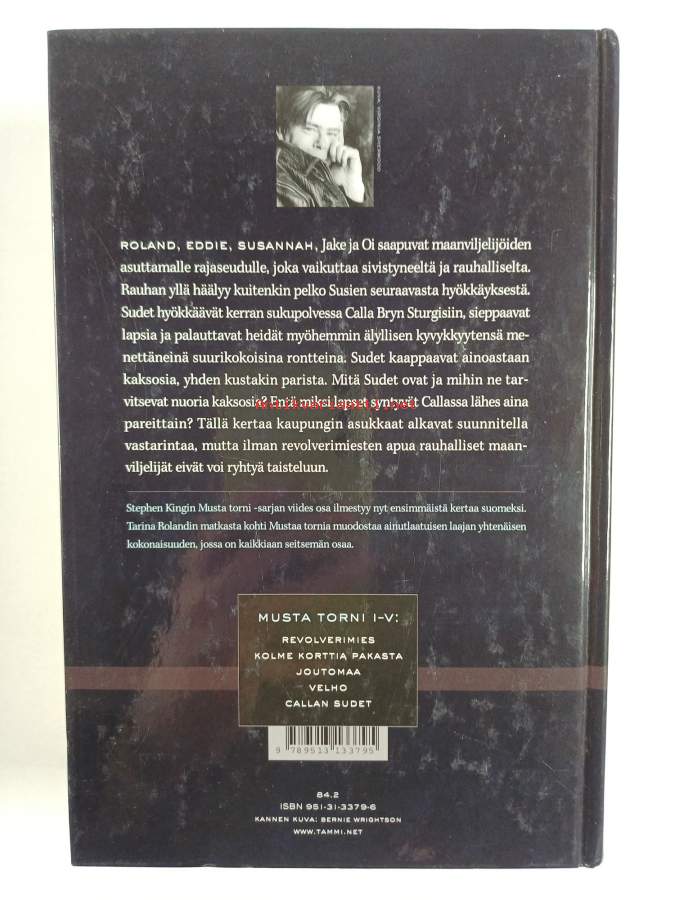 KUVA: VICTORIA SHERWOOD
ROLAND, EDDIE, SUSANNAH, Jake ja Oi saapuvat maanviljelijöiden
asuttamalle rajaseudulle, joka vaikuttaa sivistyneeltä ja rauhalliselta.
Rauhan yllä häälyy kuitenkin pelko Susien seuraavasta hyökkäyksestä.
Sudet hyökkäävät kerran sukupolvessa Calla Bryn Sturgisiin, sieppaavat
lapsia ja palauttavat heidät myöhemmin älyllisen kyvykkyytensä me-
nettäneinä suurikokoisina rontteina. Sudet kaappaavat ainoastaan
kaksosia, yhden kustakin parista. Mitä Sudet ovat ja mihin ne tar-
vitsevat nuoria kaksosia? Entä miksi lapset syntyvät Callassa lähes aina
pareittain? Tällä kertaa kaupungin asukkaat alkavat suunnitella
vastarintaa, mutta ilman revolverimiesten apua rauhalliset maan-
viljelijät eivät voi ryhtyä taisteluun.
Stephen Kingin Musta torni -sarjan viides osa ilmestyy nyt ensimmäistä kertaa suomeksi.
Tarina Rolandin matkasta kohti Mustaa tornia muodostaa ainutlaatuisen laajan yhtenäisen
kokonaisuuden, jossa on kaikkiaan seitsemän osaa.
MUSTA TORNI I–V:
REVOLVERIMIES
KOLME KORTTIA PAKASTA
JOUTOMAA
VELHO
CALLAN SUDET
9 789513 133795
84.2
ISBN 951-31-3379-6
KANNEN KUVA: BERNIE WRIGHTSON
WWW.TAMMI.NET